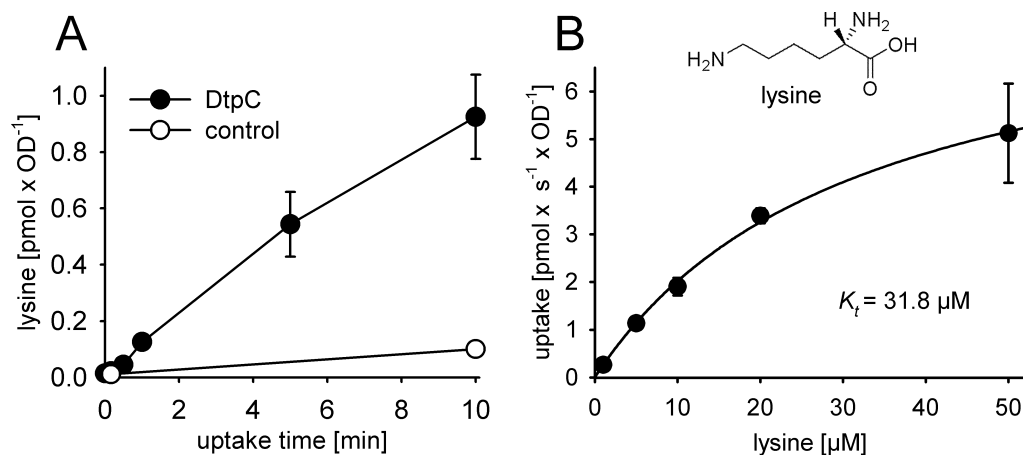 A
lysine [pmol x OD⁻¹]
1.0
0.8
0.6
0.4
0.2
0.0
DtpC
control
0 2 4 6 8 10
uptake time [min]
B
H NH₂
H₂N OH
O
lysine
uptake [pmol x s⁻¹ x OD⁻¹]
6
5
4
3
2
1
0
Kt = 31.8 µM
0 10 20 30 40 50
lysine [µM]